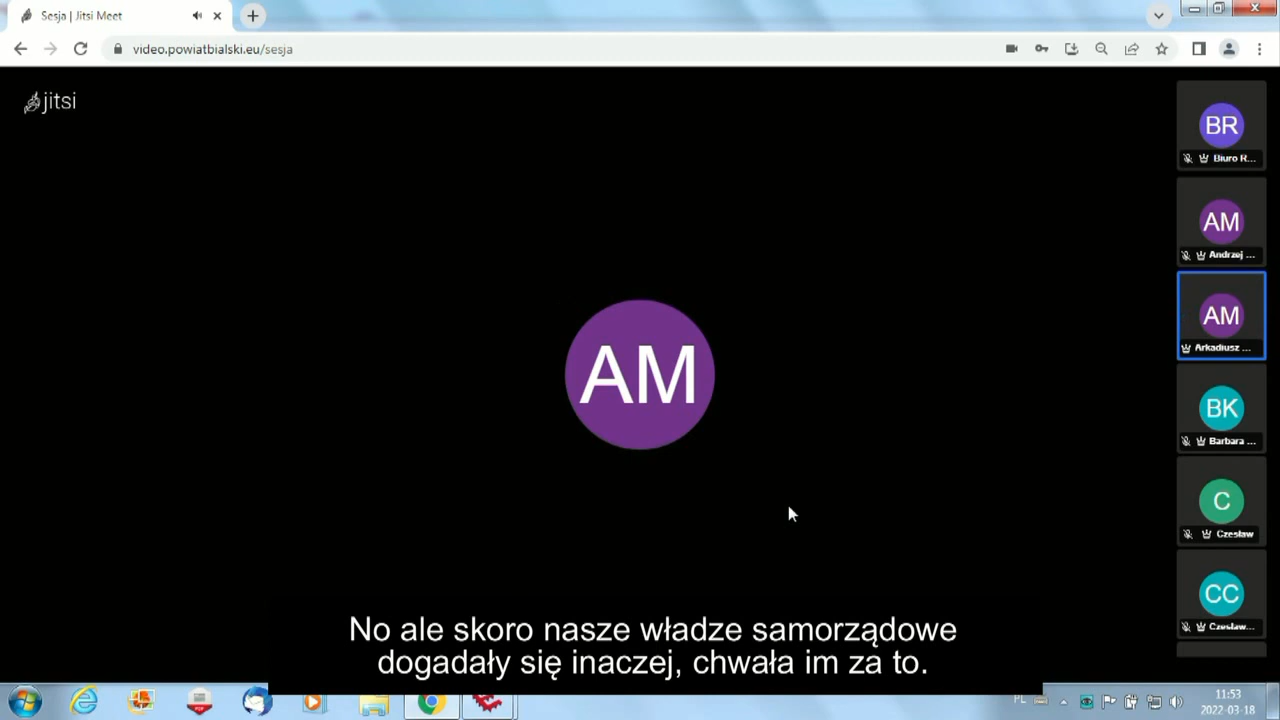 Sesja | Jitsi Meet
video.powiatbialski.eu/sesja
jitsi
BR
Biuro R...
AM
Andrzej ...
AM
Arkadiusz ...
BK
Barbara ...
C
Czesław
CC
Czesław...
AM
No ale skoro nasze władze samorządowe
dogadały się inaczej, chwała im za to.
PL
11:53
2022-03-18